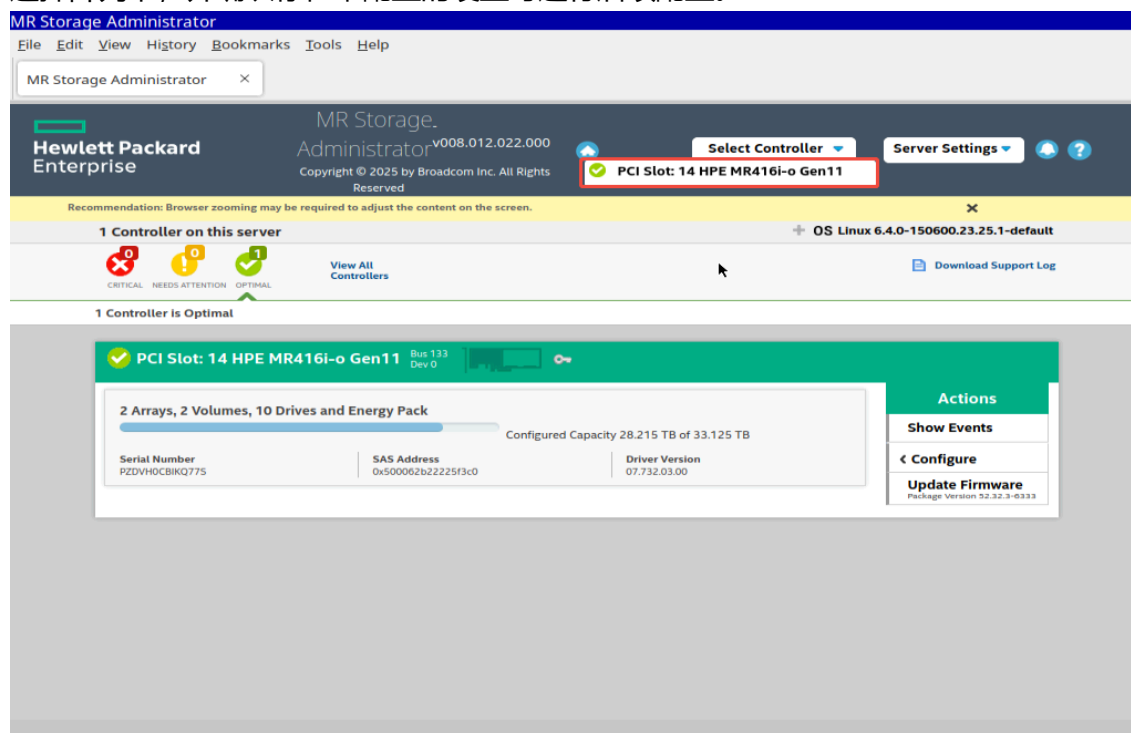 MR Storage Administrator
File Edit View History Bookmarks Tools Help
MR Storage Administrator ×
Hewlett Packard
Enterprise
MR Storage
Administrator v008.012.022.000
Copyright © 2025 by Broadcom Inc. All Rights
Reserved
Select Controller
Server Settings
?
PCI Slot: 14 HPE MR416i-o Gen11
Recommendation: Browser zooming may be required to adjust the content on the screen.
1 Controller on this server
OS Linux 6.4.0-150600.23.25.1-default
0 0 1
CRITICAL NEEDS ATTENTION OPTIMAL
View All
Controllers
Download Support Log
1 Controller is Optimal
PCI Slot: 14 HPE MR416i-o Gen11 Bus 133
Dev 0
2 Arrays, 2 Volumes, 10 Drives and Energy Pack
Configured Capacity 28.215 TB of 33.125 TB
Serial Number
PZDVH0CBIKQ77S
SAS Address
0x500062b22225f3c0
Driver Version
07.732.03.00
Actions
Show Events
< Configure
Update Firmware
Package Version 52.32.3-6333